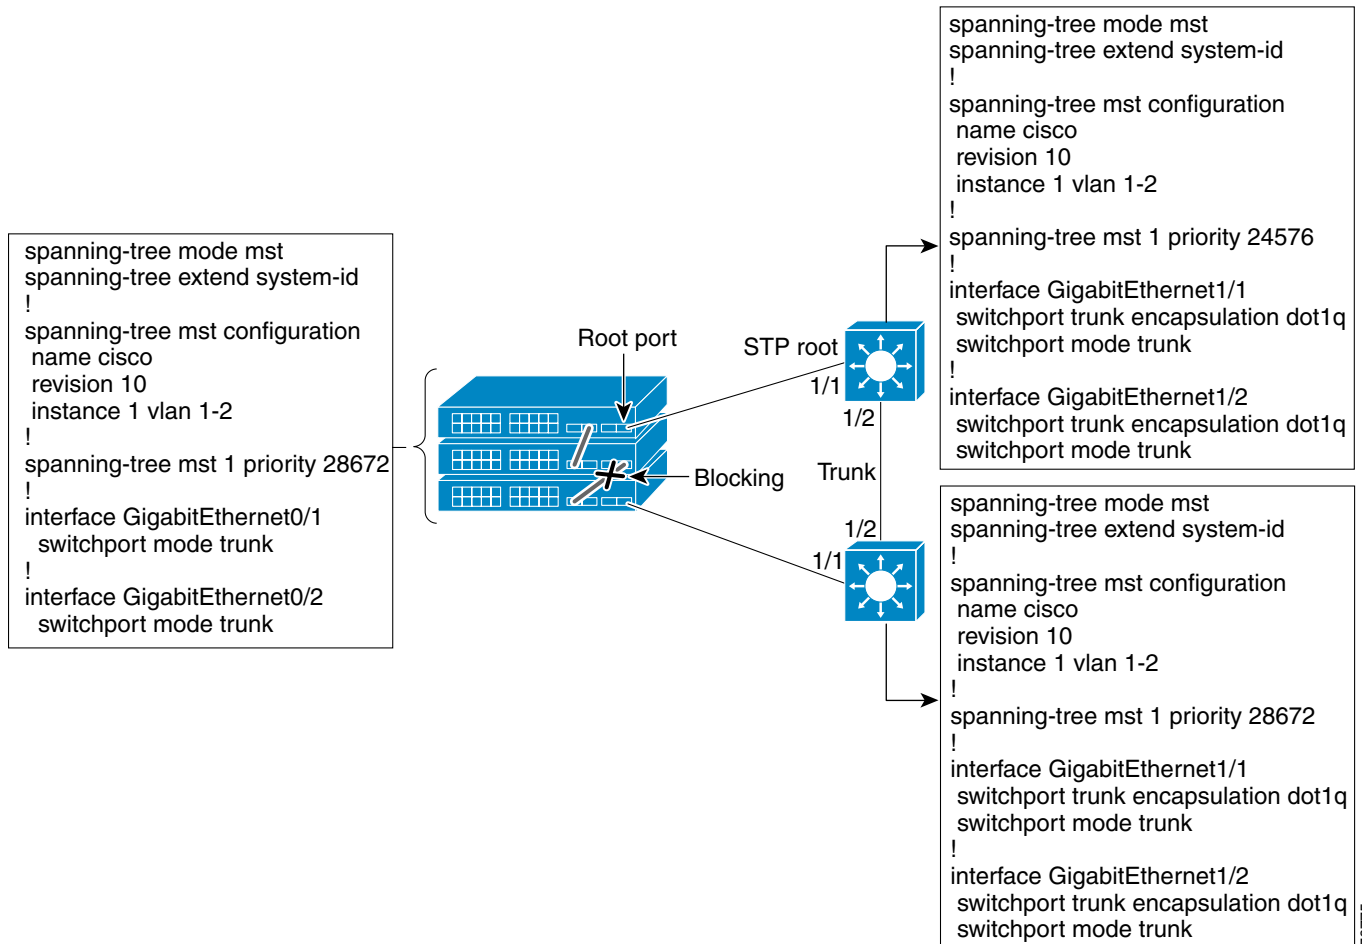 spanning-tree mode mst
spanning-tree extend system-id
!
spanning-tree mst configuration
name cisco
revision 10
instance 1 vlan 1-2
!
spanning-tree mst 1 priority 28672
!
interface GigabitEthernet0/1
switchport mode trunk
!
interface GigabitEthernet0/2
switchport mode trunk
Root port
Blocking
STP root
1/1
1/2
Trunk
1/2
1/1
spanning-tree mode mst
spanning-tree extend system-id
!
spanning-tree mst configuration
name cisco
revision 10
instance 1 vlan 1-2
!
spanning-tree mst 1 priority 24576
!
interface GigabitEthernet1/1
switchport trunk encapsulation dot1q
switchport mode trunk
!
interface GigabitEthernet1/2
switchport trunk encapsulation dot1q
switchport mode trunk
spanning-tree mode mst
spanning-tree extend system-id
!
spanning-tree mst configuration
name cisco
revision 10
instance 1 vlan 1-2
!
spanning-tree mst 1 priority 28672
!
interface GigabitEthernet1/1
switchport trunk encapsulation dot1q
switchport mode trunk
!
interface GigabitEthernet1/2
switchport trunk encapsulation dot1q
switchport mode trunk